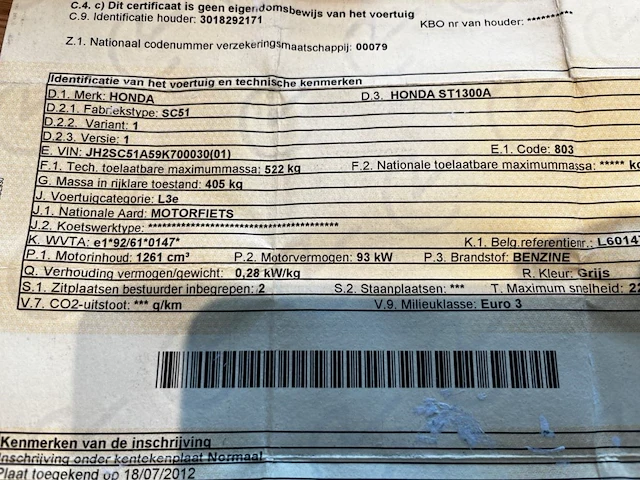 C.4. c) Dit certificaat is geen eigendomsbewijs van het voertuig
C.9. Identificatie houder: 3018292171
KBO nr van houder: **********
Z.1. Nationaal codenummer verzekeringsmaatschappij: 00079
Identificatie van het voertuig en technische kenmerken
D.1. Merk: HONDA D.3. HONDA ST1300A
D.2.1. Fabriekstype: SC51
D.2.2. Variant: 1
D.2.3. Versie: 1
E. VIN: JH2SC51A59K700030(01) E.1. Code: 803
F.1. Tech. toelaatbare maximummassa: 522 kg F.2. Nationale toelaatbare maximummassa: ***** kg
G. Massa in rijklare toestand: 405 kg
J. Voertuigcategorie: L3e
J.1. Nationale Aard: MOTORFIETS
J.2. Koetswerktype: **************************************
K. WVTA: e1*92/61*0147* K.1. Belg.referentienr.: L6014
P.1. Motorinhoud: 1261 cm³ P.2. Motorvermogen: 93 kW P.3. Brandstof: BENZINE
Q. Verhouding vermogen/gewicht: 0,28 kW/kg R. Kleur: Grijs
S.1. Zitplaatsen bestuurder inbegrepen: 2 S.2. Staanplaatsen: *** T. Maximum snelheid: 22
V.7. CO2-uitstoot: *** g/km V.9. Milieuklasse: Euro 3
Kenmerken van de inschrijving
Inschrijving onder kentekenplaat Normaal
Plaat toegekend op 18/07/2012